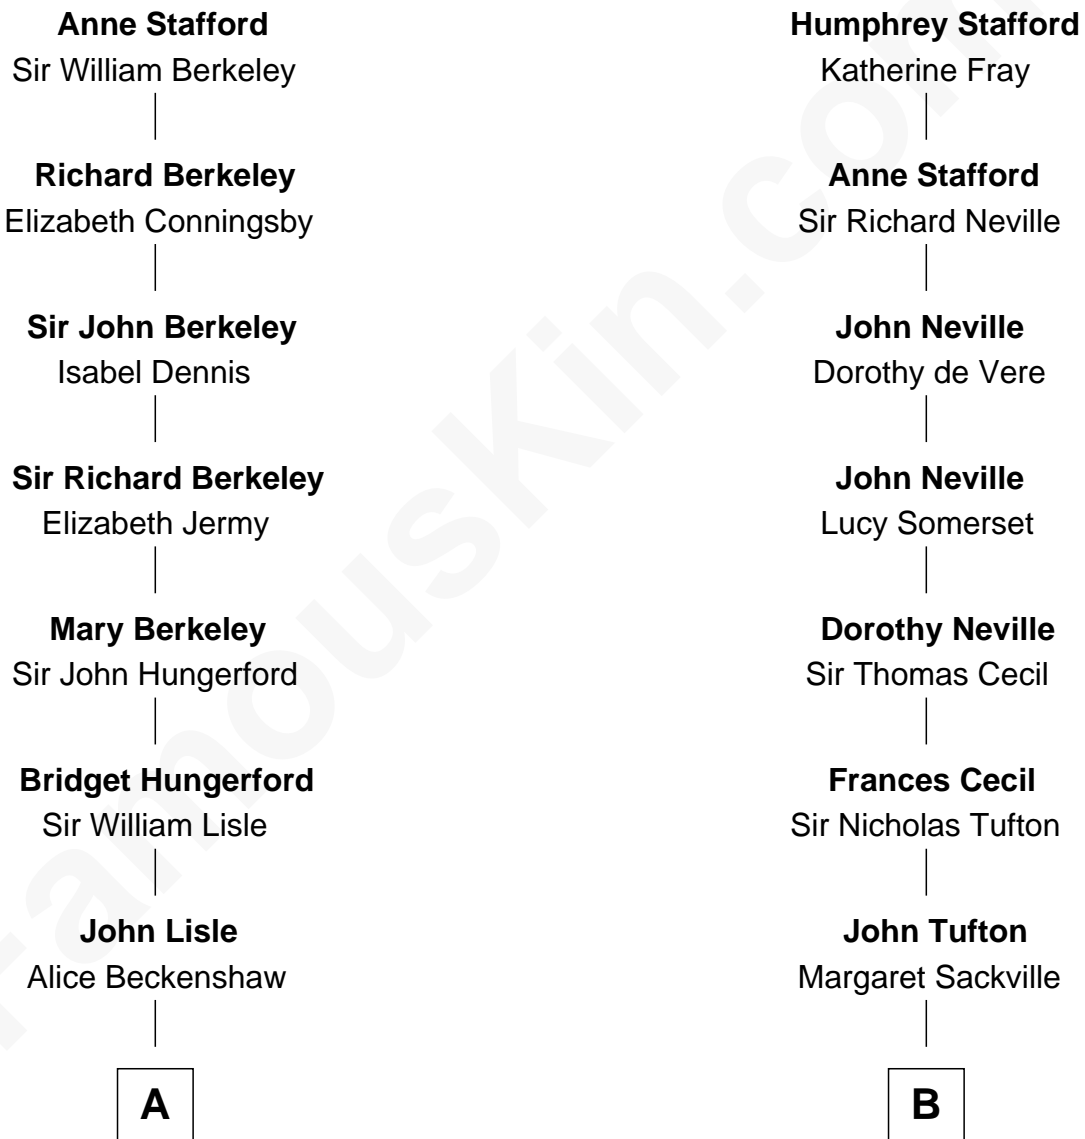 Anne Stafford
Sir William Berkeley
Richard Berkeley
Elizabeth Conningsby
Sir John Berkeley
Isabel Dennis
Sir Richard Berkeley
Elizabeth Jermy
Mary Berkeley
Sir John Hungerford
Bridget Hungerford
Sir William Lisle
John Lisle
Alice Beckenshaw
A
Humphrey Stafford
Katherine Fray
Anne Stafford
Sir Richard Neville
John Neville
Dorothy de Vere
John Neville
Lucy Somerset
Dorothy Neville
Sir Thomas Cecil
Frances Cecil
Sir Nicholas Tufton
John Tufton
Margaret Sackville
B
FamousKin.com